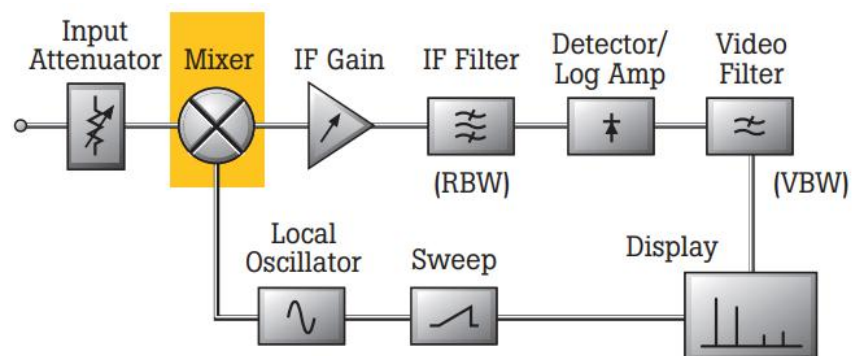 Input
Attenuator
Mixer
IF Gain
IF Filter
Detector/
Log Amp
Video
Filter
(RBW)
(VBW)
Local
Oscillator
Sweep
Display